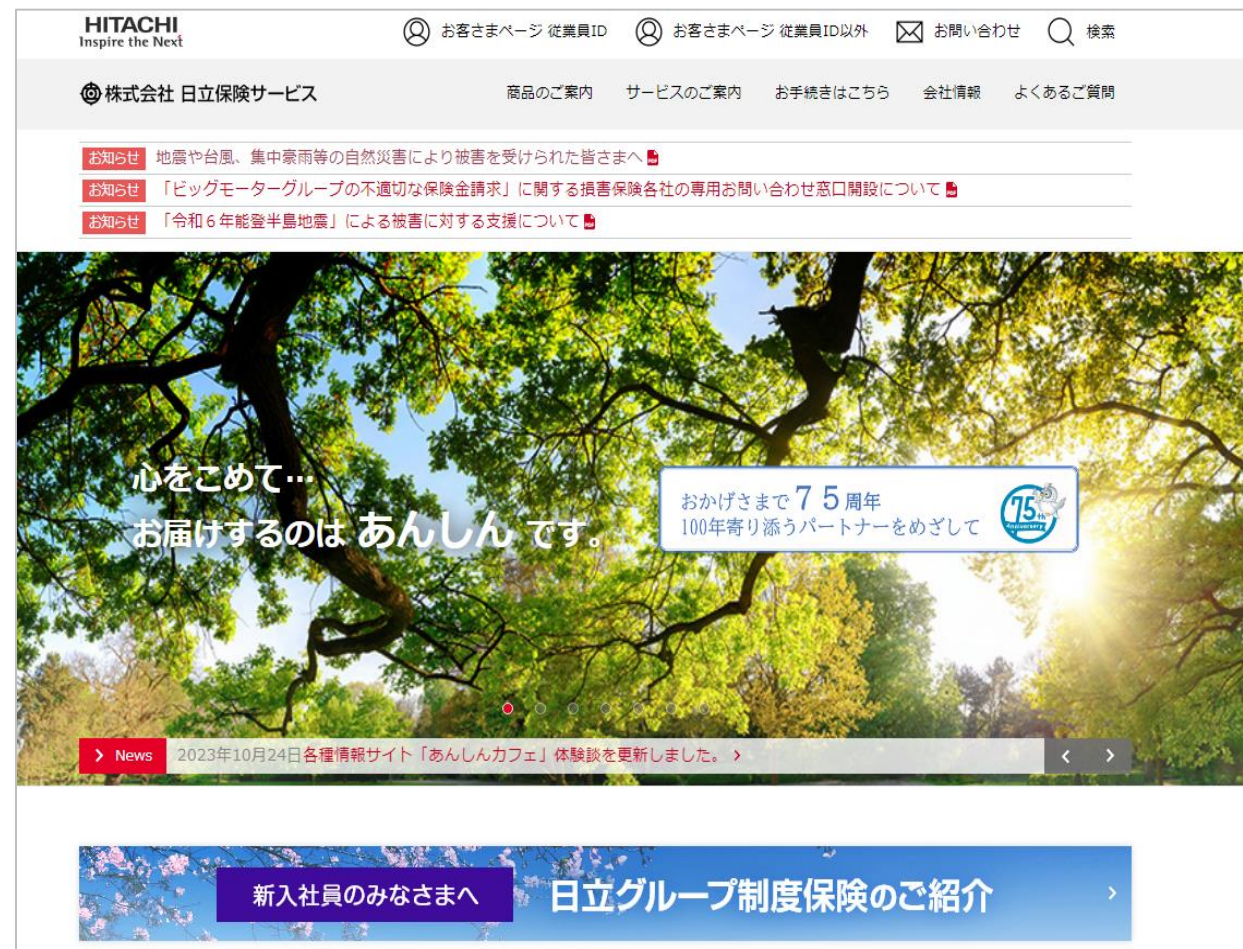 HITACHI
Inspire the Next
お客さまページ 従業員ID
お客さまページ 従業員ID以外
お問い合わせ
検索
株式会社 日立保険サービス
商品のご案内
サービスのご案内
お手続きはこちら
会社情報
よくあるご質問
お知らせ 地震や台風、集中豪雨等の自然災害により被害を受けられた皆さまへ
お知らせ 「ビッグモーターグループの不適切な保険金請求」に関する損害保険各社の専用お問い合わせ窓口開設について
お知らせ 「令和6年能登半島地震」による被害に対する支援について
心をこめて…
お届けするのは あんしん です。
おかげさまで75周年
100年寄り添うパートナーをめざして
75th
Anniversary
News 2023年10月24日各種情報サイト「あんしんカフェ」体験談を更新しました。
新入社員のみなさまへ 日立グループ制度保険のご紹介